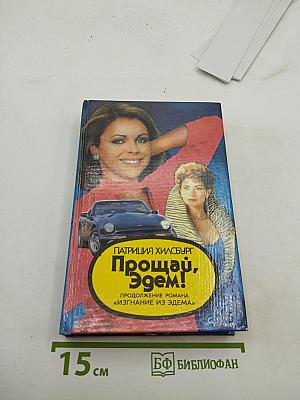 ПАТРИЦИЯ ХИЛСБУРГ
Прощай,
Эдем!
ПРОДОЛЖЕНИЕ РОМАНА
«ИЗГНАНИЕ ИЗ ЭДЕМА»
15 см
БФ БИБЛИОФАН